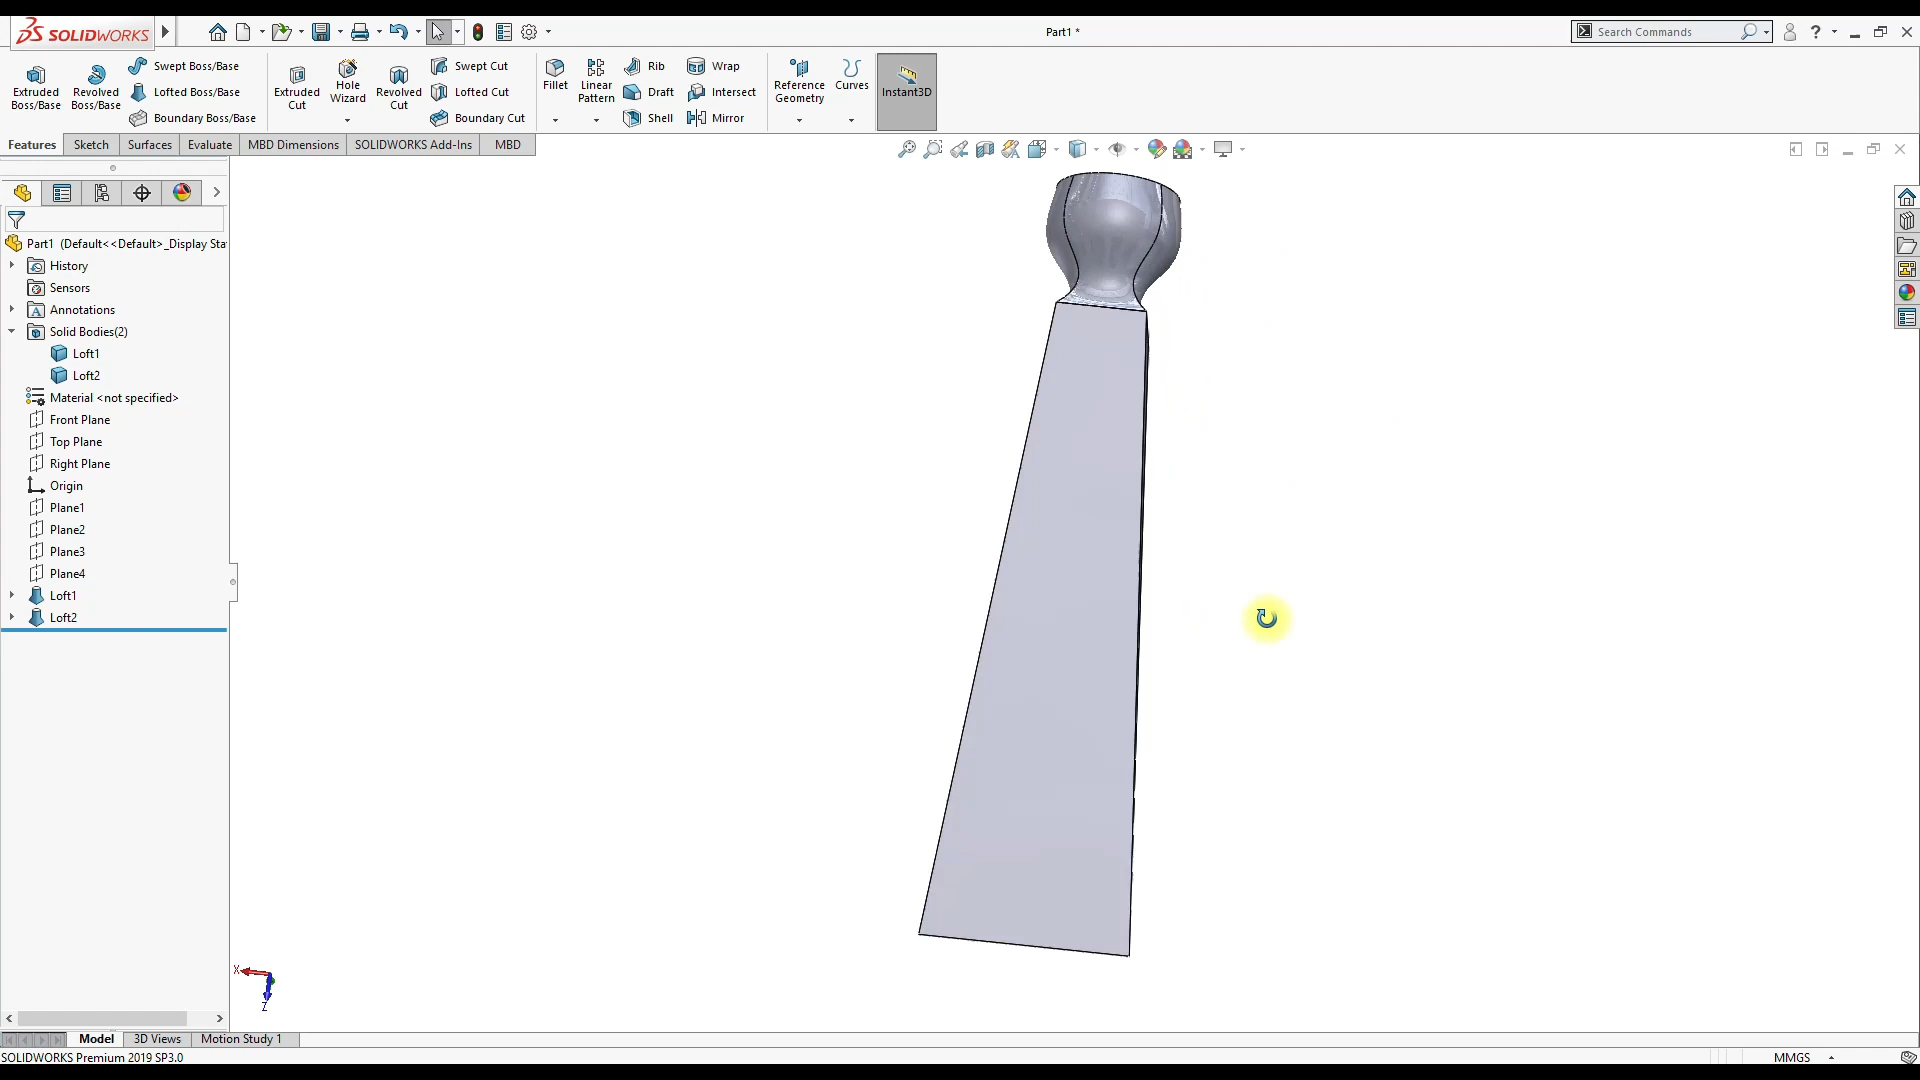 SOLIDWORKS
Part1 *
Search Commands
Extruded Boss/Base
Revolved Boss/Base
Swept Boss/Base
Lofted Boss/Base
Boundary Boss/Base
Extruded Cut
Hole Wizard
Revolved Cut
Swept Cut
Lofted Cut
Boundary Cut
Fillet
Linear Pattern
Rib
Draft
Shell
Wrap
Intersect
Mirror
Reference Geometry
Curves
Instant3D
Features
Sketch
Surfaces
Evaluate
MBD Dimensions
SOLIDWORKS Add-Ins
MBD
Part1 (Default<<Default>_Display Sta
History
Sensors
Annotations
Solid Bodies(2)
Loft1
Loft2
Material <not specified>
Front Plane
Top Plane
Right Plane
Origin
Plane1
Plane2
Plane3
Plane4
Loft1
Loft2
X
Z
Model
3D Views
Motion Study 1
SOLIDWORKS Premium 2019 SP3.0
MMGS